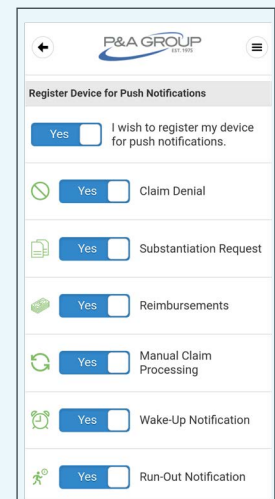 P&A GROUP
EST. 1975
Register Device for Push Notifications
Yes
I wish to register my device
for push notifications.
Yes
Claim Denial
Yes
Substantiation Request
Yes
Reimbursements
Yes
Manual Claim
Processing
Yes
Wake-Up Notification
Yes
Run-Out Notification